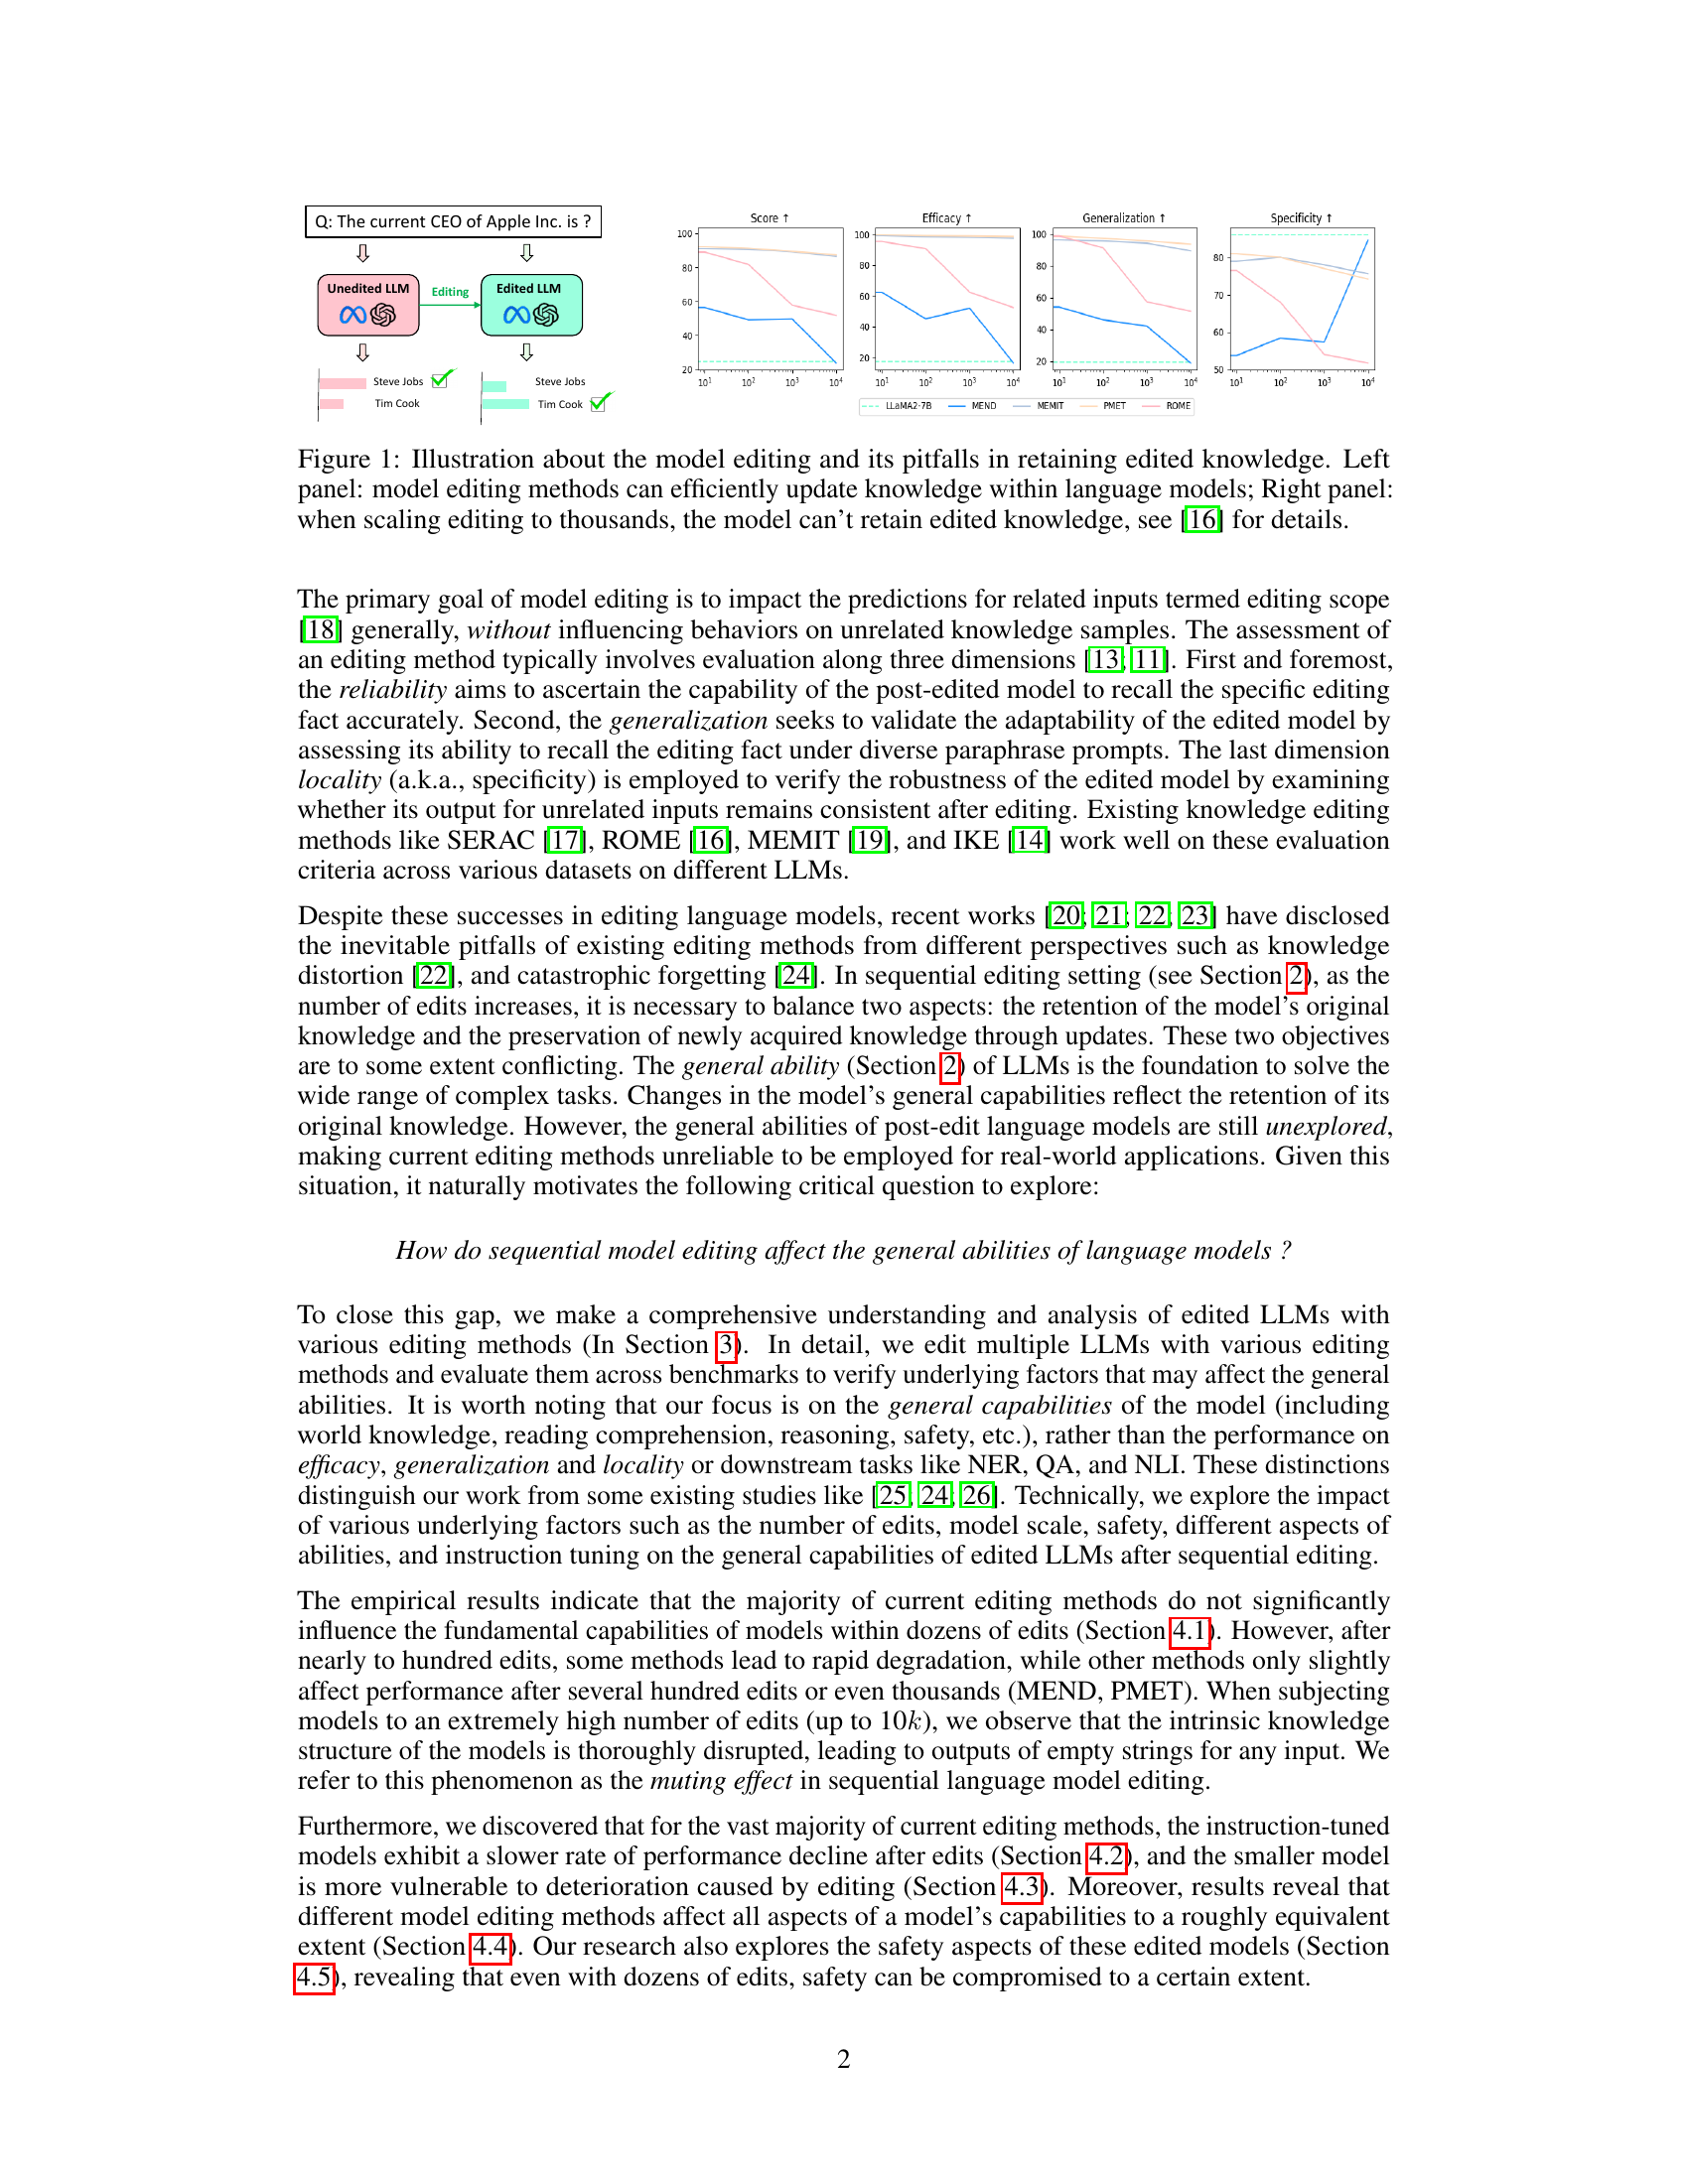 Q: The current CEO of Apple Inc. is ?
Unedited LLM
Editing
Edited LLM
Steve Jobs
Tim Cook
Steve Jobs
Tim Cook
Score ↑
100
80
60
40
20
10¹ 10² 10³ 10⁴
Efficacy ↑
100
80
60
40
20
10¹ 10² 10³ 10⁴
Generalization ↑
100
80
60
40
20
10¹ 10² 10³ 10⁴
Specificity ↑
80
70
60
50
10¹ 10² 10³ 10⁴
LLaMA2-7B MEND MEMIT PMET ROME
Figure 1: Illustration about the model editing and its pitfalls in retaining edited knowledge. Left
panel: model editing methods can efficiently update knowledge within language models; Right panel:
when scaling editing to thousands, the model can't retain edited knowledge, see [16] for details.
The primary goal of model editing is to impact the predictions for related inputs termed editing scope
[18] generally, without influencing behaviors on unrelated knowledge samples. The assessment of
an editing method typically involves evaluation along three dimensions [13; 11]. First and foremost,
the reliability aims to ascertain the capability of the post-edited model to recall the specific editing
fact accurately. Second, the generalization seeks to validate the adaptability of the edited model by
assessing its ability to recall the editing fact under diverse paraphrase prompts. The last dimension
locality (a.k.a., specificity) is employed to verify the robustness of the edited model by examining
whether its output for unrelated inputs remains consistent after editing. Existing knowledge editing
methods like SERAC [17], ROME [16], MEMIT [19], and IKE [14] work well on these evaluation
criteria across various datasets on different LLMs.
Despite these successes in editing language models, recent works [20; 21; 22; 23] have disclosed
the inevitable pitfalls of existing editing methods from different perspectives such as knowledge
distortion [22], and catastrophic forgetting [24]. In sequential editing setting (see Section 2), as the
number of edits increases, it is necessary to balance two aspects: the retention of the model's original
knowledge and the preservation of newly acquired knowledge through updates. These two objectives
are to some extent conflicting. The general ability (Section 2) of LLMs is the foundation to solve the
wide range of complex tasks. Changes in the model's general capabilities reflect the retention of its
original knowledge. However, the general abilities of post-edit language models are still unexplored,
making current editing methods unreliable to be employed for real-world applications. Given this
situation, it naturally motivates the following critical question to explore:
How do sequential model editing affect the general abilities of language models ?
To close this gap, we make a comprehensive understanding and analysis of edited LLMs with
various editing methods (In Section 3). In detail, we edit multiple LLMs with various editing
methods and evaluate them across benchmarks to verify underlying factors that may affect the general
abilities. It is worth noting that our focus is on the general capabilities of the model (including
world knowledge, reading comprehension, reasoning, safety, etc.), rather than the performance on
efficacy, generalization and locality or downstream tasks like NER, QA, and NLI. These distinctions
distinguish our work from some existing studies like [25; 24; 26]. Technically, we explore the impact
of various underlying factors such as the number of edits, model scale, safety, different aspects of
abilities, and instruction tuning on the general capabilities of edited LLMs after sequential editing.
The empirical results indicate that the majority of current editing methods do not significantly
influence the fundamental capabilities of models within dozens of edits (Section 4.1). However, after
nearly to hundred edits, some methods lead to rapid degradation, while other methods only slightly
affect performance after several hundred edits or even thousands (MEND, PMET). When subjecting
models to an extremely high number of edits (up to 10k), we observe that the intrinsic knowledge
structure of the models is thoroughly disrupted, leading to outputs of empty strings for any input. We
refer to this phenomenon as the muting effect in sequential language model editing.
Furthermore, we discovered that for the vast majority of current editing methods, the instruction-tuned
models exhibit a slower rate of performance decline after edits (Section 4.2), and the smaller model
is more vulnerable to deterioration caused by editing (Section 4.3). Moreover, results reveal that
different model editing methods affect all aspects of a model's capabilities to a roughly equivalent
extent (Section 4.4). Our research also explores the safety aspects of these edited models (Section
4.5), revealing that even with dozens of edits, safety can be compromised to a certain extent.
2